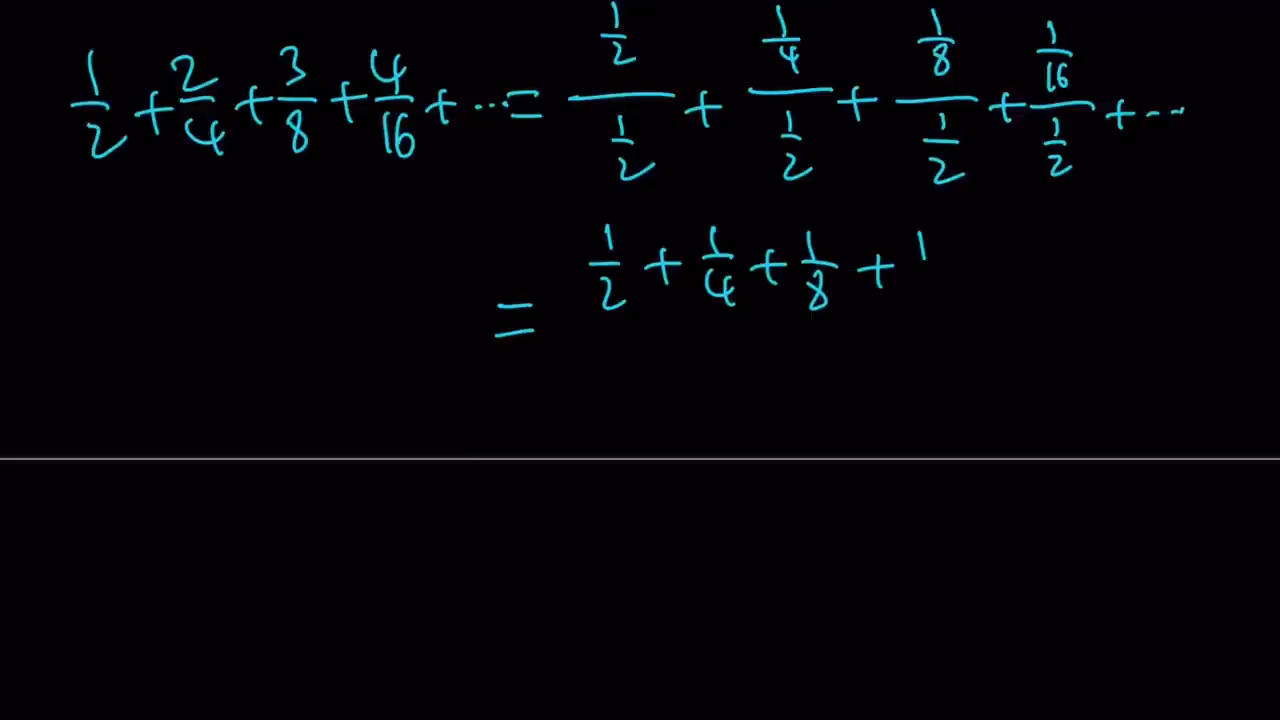 1/2 + 2/4 + 3/8 + 4/16 + ... = (1/2)/(1/2) + (1/4)/(1/2) + (1/8)/(1/2) + (1/16)/(1/2) + ...
= 1/2 + 1/4 + 1/8 + 1